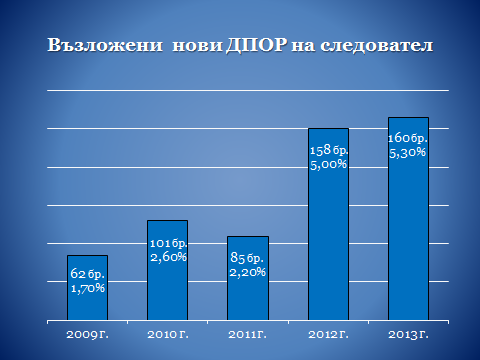 Възложени нови ДПОР на следовател
62 бр.
1,70%
101 бр.
2,60%
85 бр.
2,20%
158 бр.
5,00%
160 бр.
5,30%
2009 г.
2010 г.
2011 г.
2012 г.
2013 г.